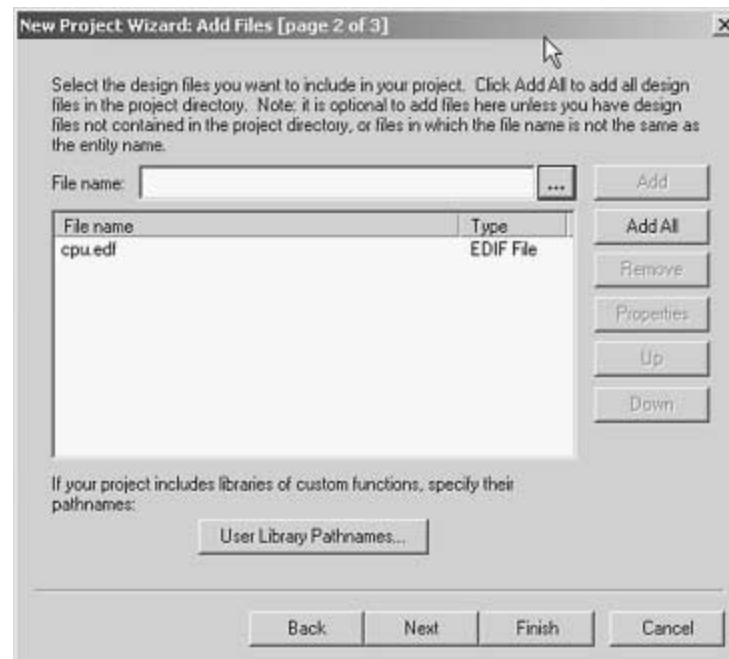 New Project Wizard: Add Files [page 2 of 3]
Select the design files you want to include in your project. Click Add All to add all design
files in the project directory. Note: it is optional to add files here unless you have design
files not contained in the project directory, or files in which the file name is not the same as
the entity name.
File name: ... Add
File name Type Add All
cpu.edf EDIF File
Remove
Properties
Up
Down
If your project includes libraries of custom functions, specify their
pathnames:
User Library Pathnames...
Back Next Finish Cancel